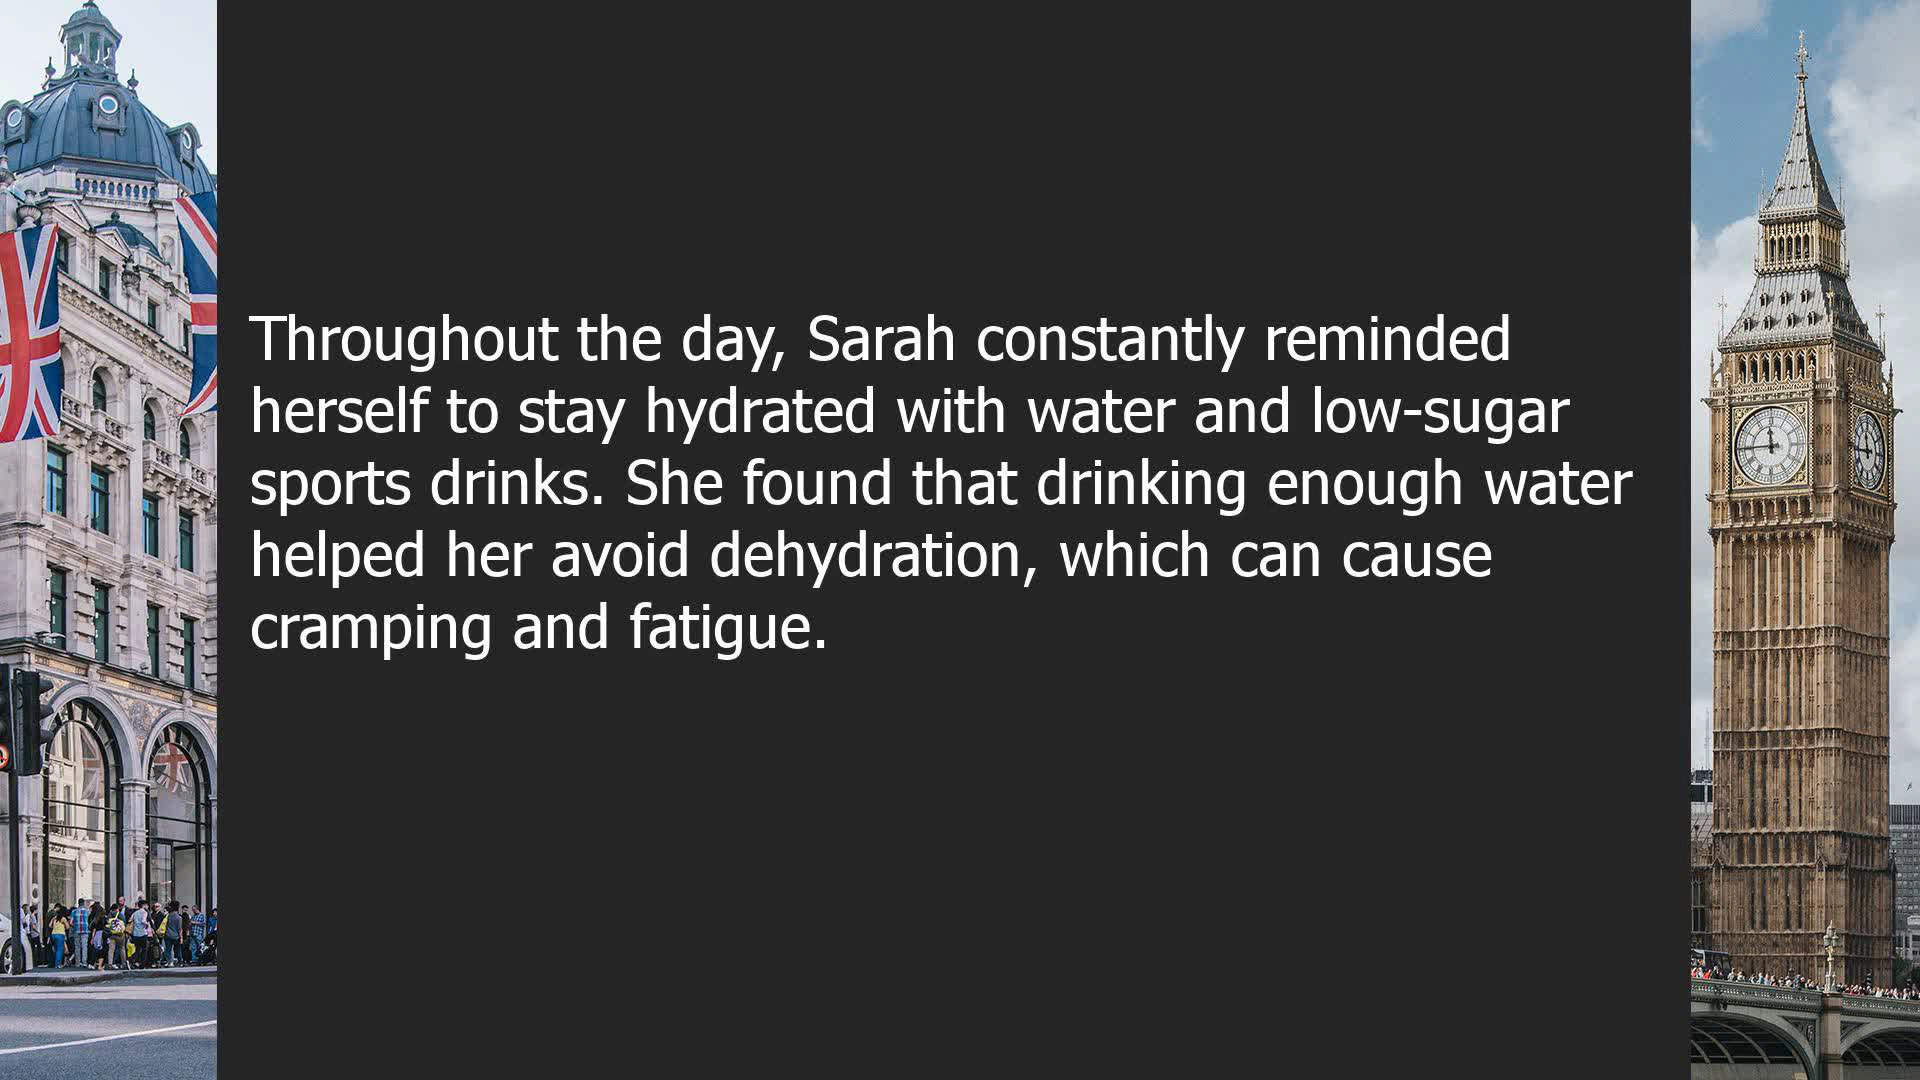 Throughout the day, Sarah constantly reminded
herself to stay hydrated with water and low-sugar
sports drinks. She found that drinking enough water
helped her avoid dehydration, which can cause
cramping and fatigue.